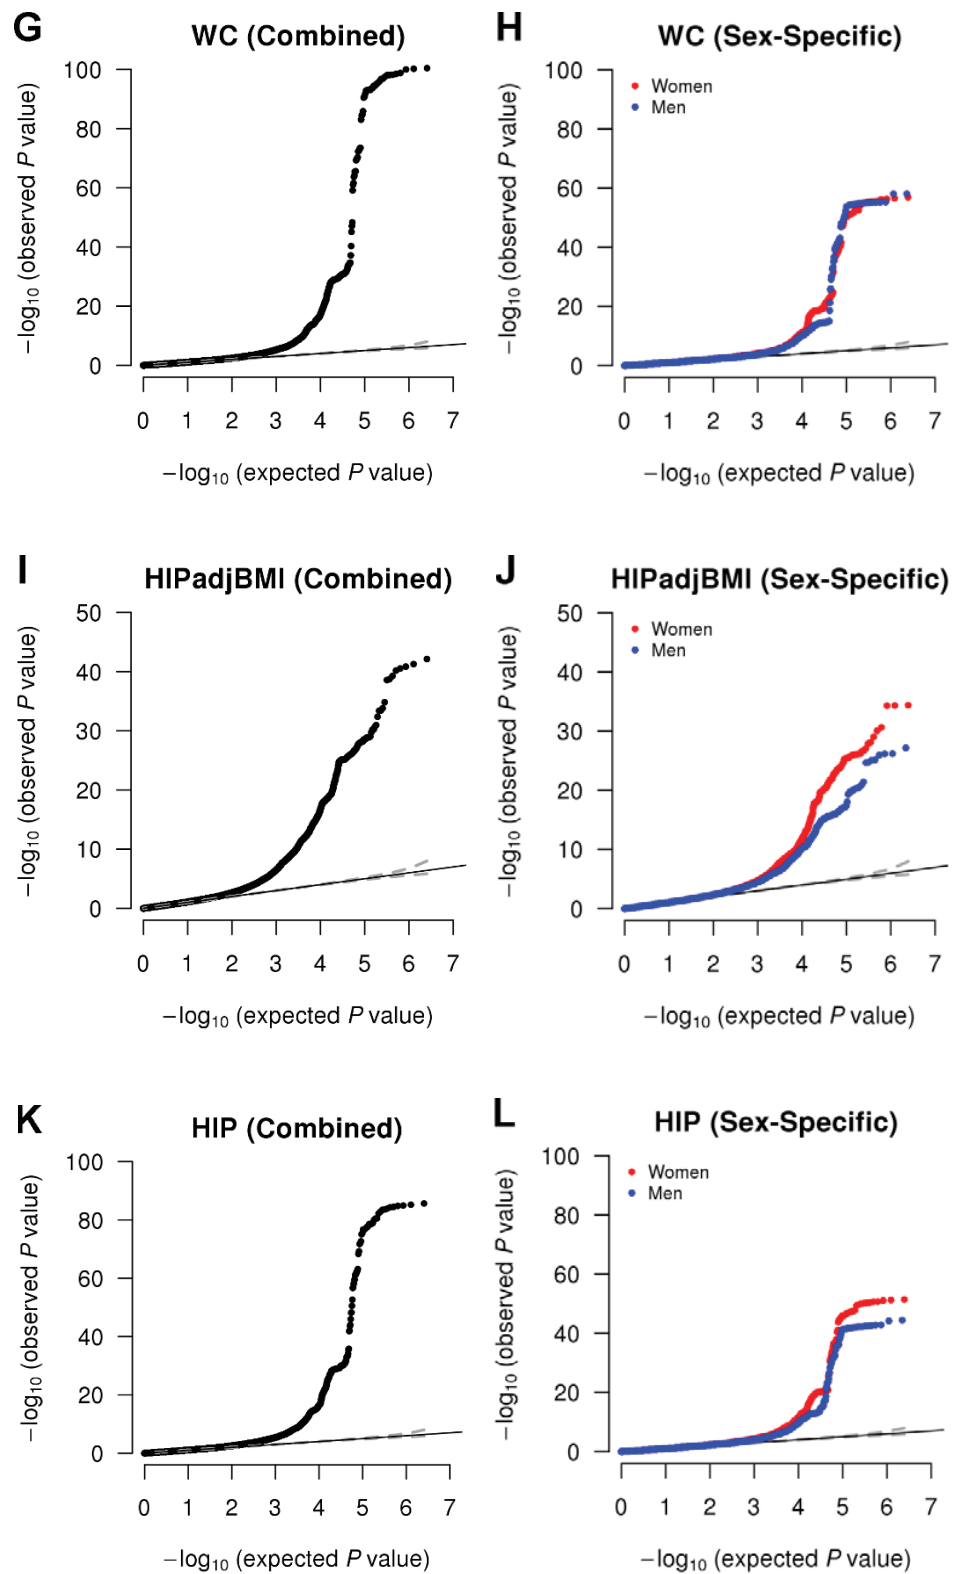 G
WC (Combined)
−log10 (observed P value)
100
80
60
40
20
0
0 1 2 3 4 5 6 7
−log10 (expected P value)
H
WC (Sex-Specific)
−log10 (observed P value)
100
80
60
40
20
0
Women
Men
0 1 2 3 4 5 6 7
−log10 (expected P value)
I
HIPadjBMI (Combined)
−log10 (observed P value)
50
40
30
20
10
0
0 1 2 3 4 5 6 7
−log10 (expected P value)
J
HIPadjBMI (Sex-Specific)
−log10 (observed P value)
50
40
30
20
10
0
Women
Men
0 1 2 3 4 5 6 7
−log10 (expected P value)
K
HIP (Combined)
−log10 (observed P value)
100
80
60
40
20
0
0 1 2 3 4 5 6 7
−log10 (expected P value)
L
HIP (Sex-Specific)
−log10 (observed P value)
100
80
60
40
20
0
Women
Men
0 1 2 3 4 5 6 7
−log10 (expected P value)